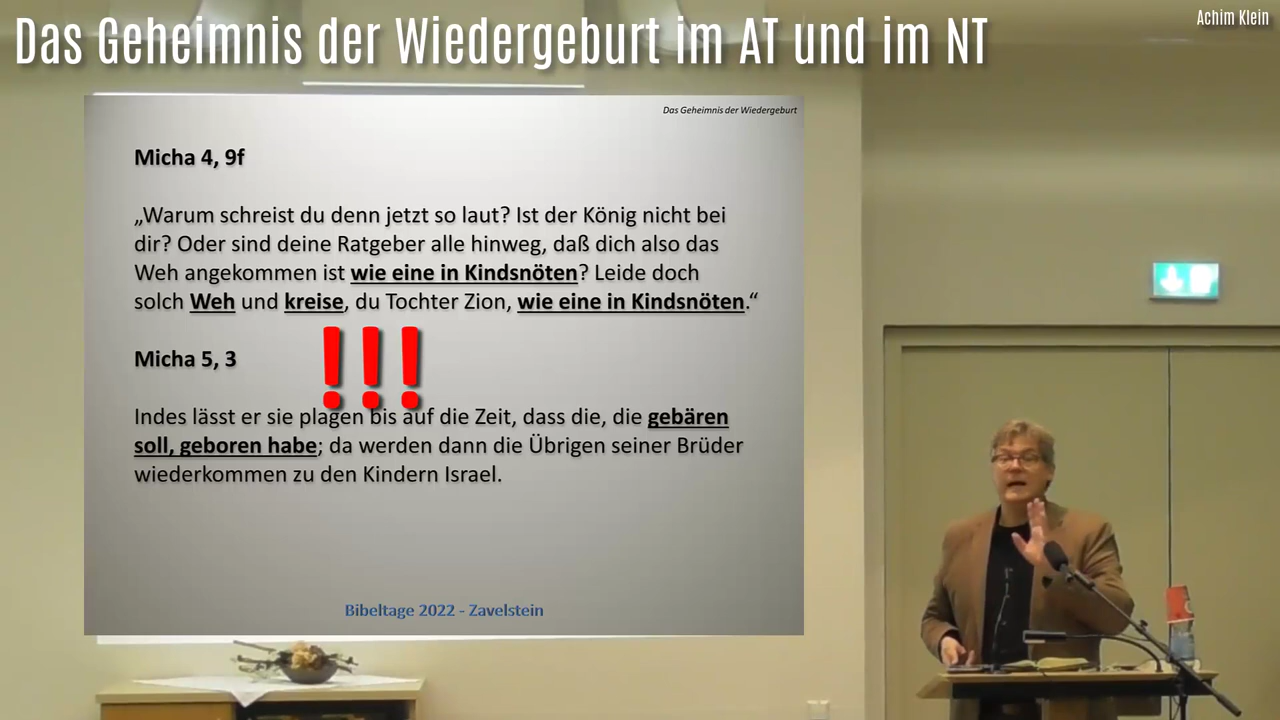 Das Geheimnis der Wiedergeburt im AT und im NT
Achim Klein
Das Geheimnis der Wiedergeburt
Micha 4, 9f
„Warum schreist du denn jetzt so laut? Ist der König nicht bei
dir? Oder sind deine Ratgeber alle hinweg, daß dich also das
Weh angekommen ist wie eine in Kindsnöten? Leide doch
solch Weh und kreise, du Tochter Zion, wie eine in Kindsnöten.“
!!!
Micha 5, 3
Indes lässt er sie plagen bis auf die Zeit, dass die, die gebären
soll, geboren habe; da werden dann die Übrigen seiner Brüder
wiederkommen zu den Kindern Israel.
Bibeltage 2022 - Zavelstein